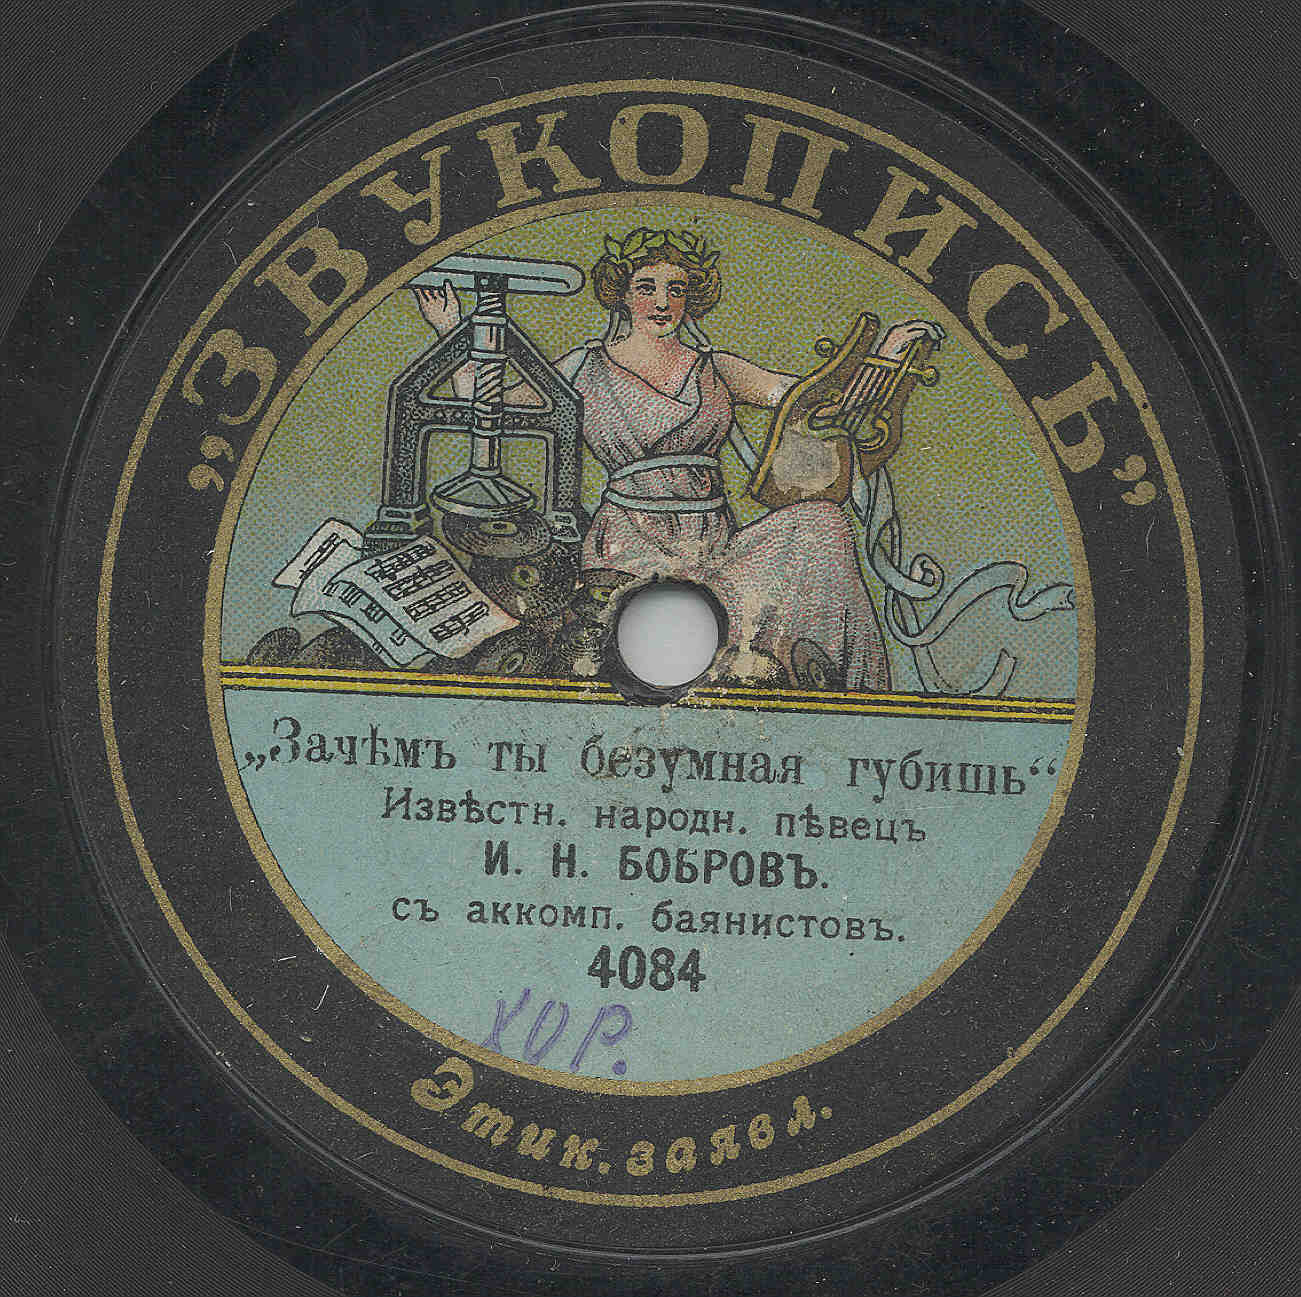 „ЗВУКОПИСЬ”
„Зачѣмъ ты безумная губишь“
Извѣстн. народн. пѣвецъ
И. Н. БОБРОВЪ.
съ аккомп. баянистовъ.
4084
хор.
Этик. заявл.